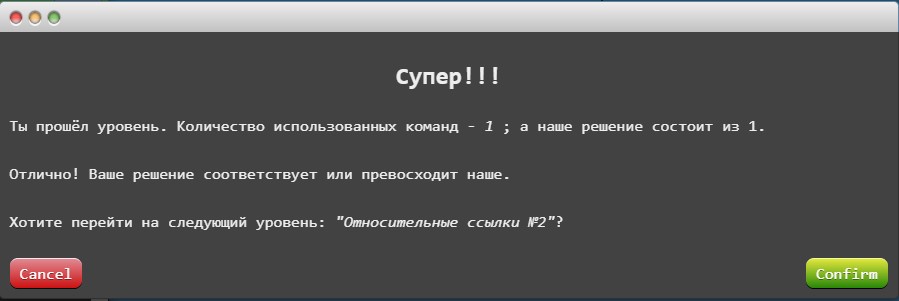 Супер!!!
Ты прошёл уровень. Количество использованных команд - 1 ; а наше решение состоит из 1.
Отлично! Ваше решение соответствует или превосходит наше.
Хотите перейти на следующий уровень: "Относительные ссылки №2"?
Cancel
Confirm